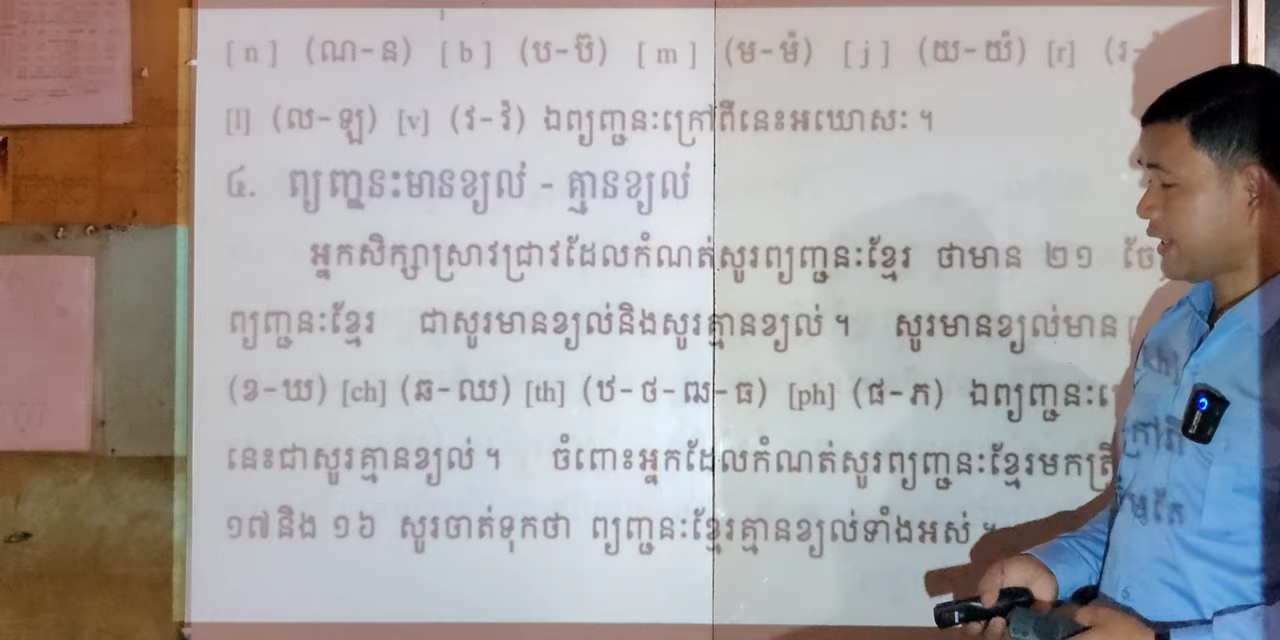 [ n ] (ណ-ន) [ b ] (ប-ប៊) [ m ] (ម-ម៉) [ j ] (យ-យ៉) [r] (រ-
[l] (ល-ឡ) [v] (វ-វ៉) ឯព្យញ្ជនៈក្រៅពីនេះអឃោសៈ ។
៤. ព្យញ្ជនៈមានខ្យល់ - គ្មានខ្យល់
អ្នកសិក្សាស្រាវជ្រាវដែលកំណត់សូរព្យញ្ជនៈខ្មែរ ថាមាន ២១ ចែ
ព្យញ្ជនៈខ្មែរ ជាសូរមានខ្យល់និងសូរគ្មានខ្យល់ ។ សូរមានខ្យល់មាន
(ខ-ឃ) [ch] (ឆ-ឈ) [th] (ឋ-ថ-ឍ-ធ) [ph] (ផ-ភ) ឯព្យញ្ជនៈក្រៅពី
នេះជាសូរគ្មានខ្យល់ ។ ចំពោះអ្នកដែលកំណត់សូរព្យញ្ជនៈខ្មែរមកត្រឹមតែ
១៧និង ១៦ សូរចាត់ទុកថា ព្យញ្ជនៈខ្មែរគ្មានខ្យល់ទាំងអស់ ។